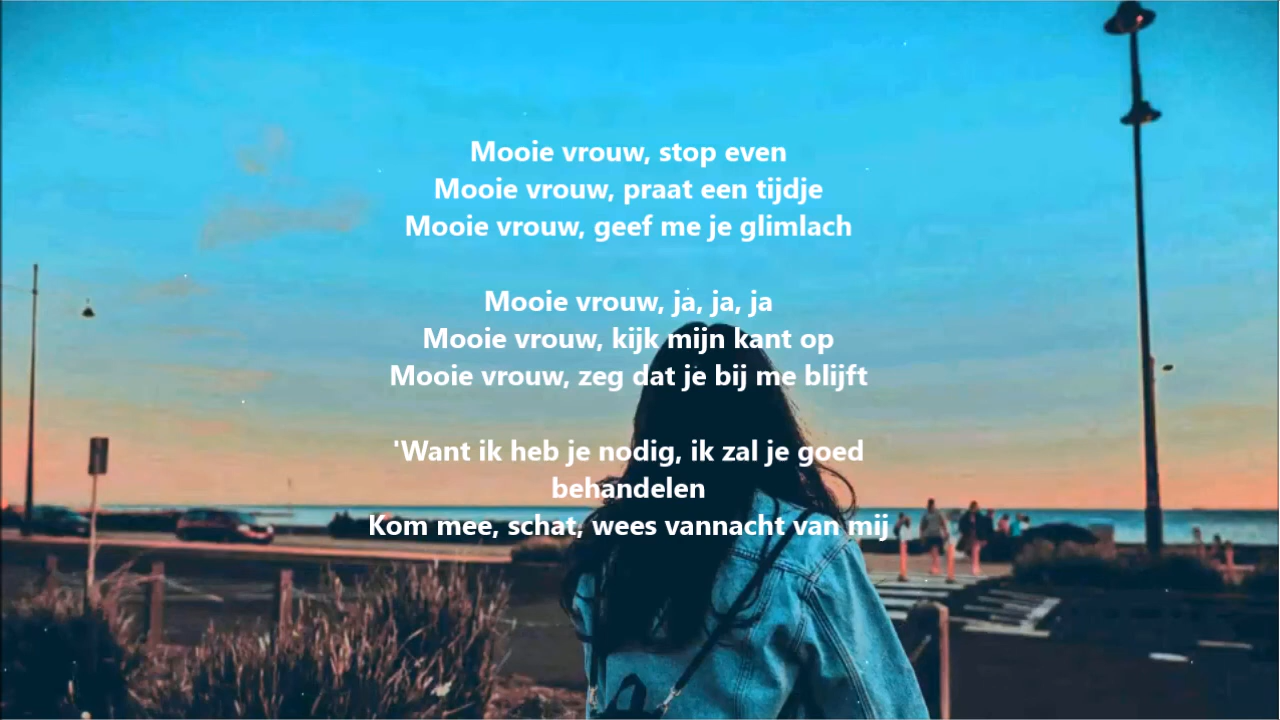 Mooie vrouw, stop even
Mooie vrouw, praat een tijdje
Mooie vrouw, geef me je glimlach
Mooie vrouw, ja, ja, ja
Mooie vrouw, kijk mijn kant op
Mooie vrouw, zeg dat je bij me blijft
'Want ik heb je nodig, ik zal je goed
behandelen
Kom mee, schat, wees vannacht van mij